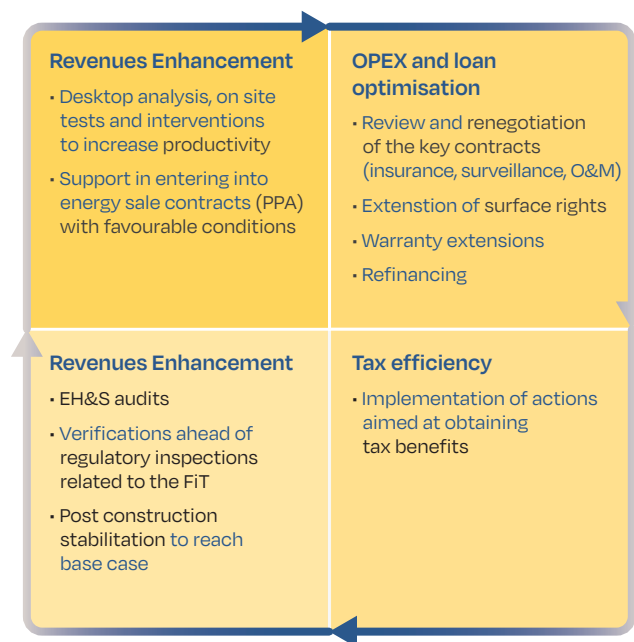 Revenues Enhancement
• Desktop analysis, on site
tests and interventions
to increase productivity
• Support in entering into
energy sale contracts (PPA)
with favourable conditions
OPEX and loan
optimisation
• Review and renegotiation
of the key contracts
(insurance, surveillance, O&M)
• Extenstion of surface rights
• Warranty extensions
• Refinancing
Revenues Enhancement
• EH&S audits
• Verifications ahead of
regulatory inspections
related to the FiT
• Post construction
stabilitation to reach
base case
Tax efficiency
• Implementation of actions
aimed at obtaining
tax benefits